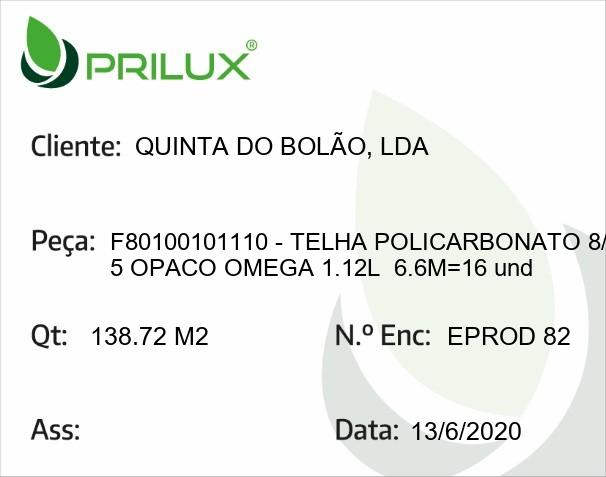 PRILUX®
Cliente: QUINTA DO BOLÃO, LDA
Peça: F80100101110 - TELHA POLICARBONATO 8/
5 OPACO OMEGA 1.12L  6.6M=16 und
Qt: 138.72 M2 N.º Enc: EPROD 82
Ass: Data: 13/6/2020